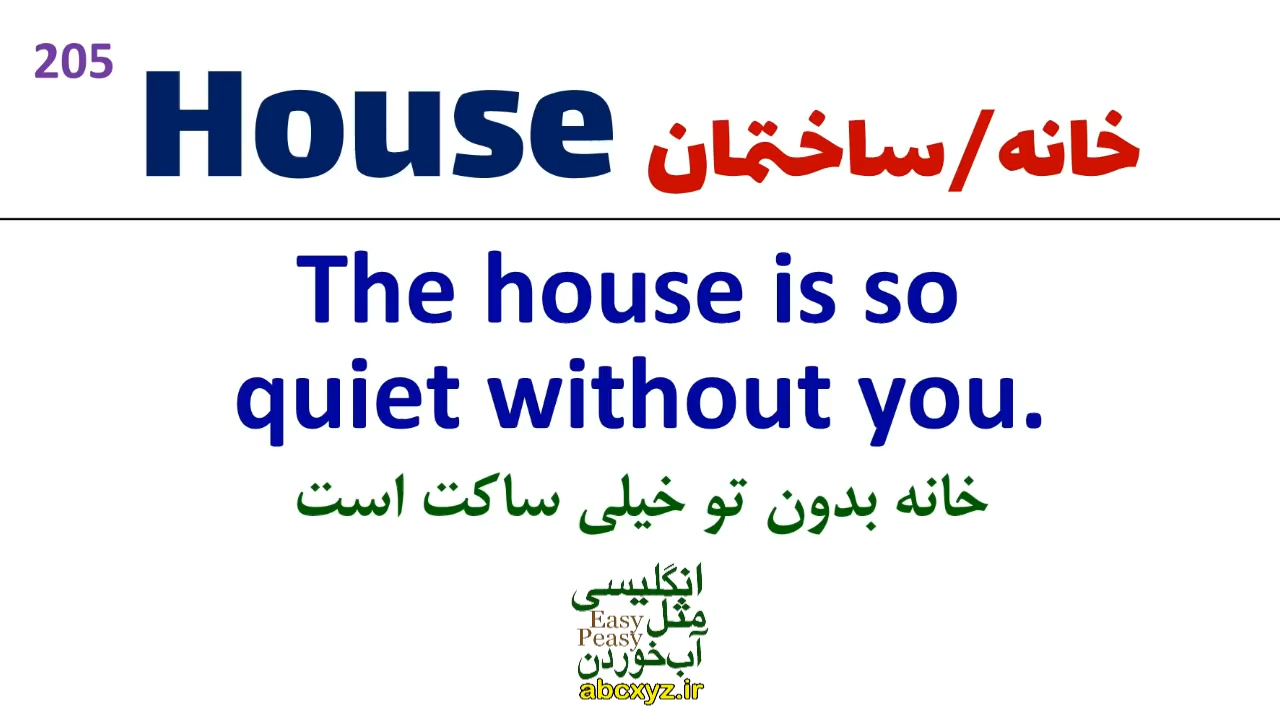 205
House خانه/ساختمان
The house is so
quiet without you.
خانه بدون تو خیلی ساکت است
انگلیسی
مثل
Easy
Peasy
آب‌خوردن
abcxyz.ir